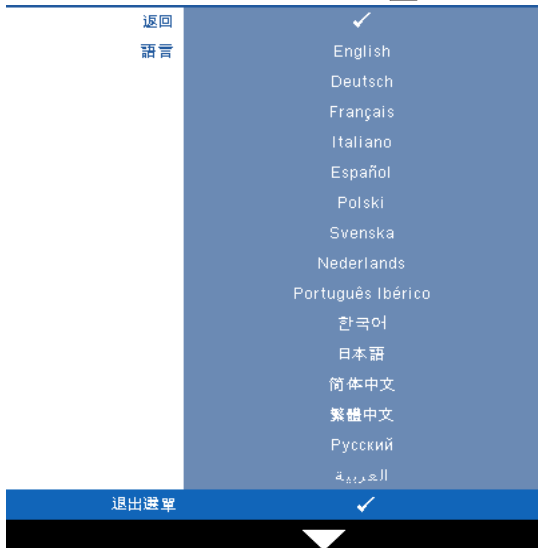 返回 ✓
語言 English
Deutsch
Français
Italiano
Español
Polski
Svenska
Nederlands
Português Ibérico
한국어
日本語
简体中文
繁體中文
Русский
العربية
退出選單 ✓